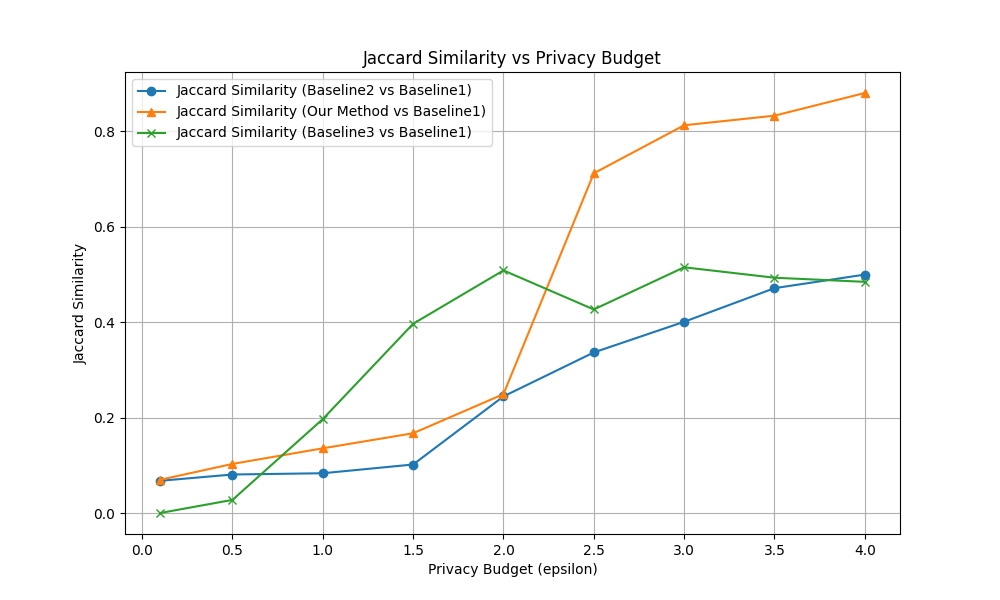 Jaccard Similarity vs Privacy Budget
Jaccard Similarity (Baseline2 vs Baseline1)
Jaccard Similarity (Our Method vs Baseline1)
Jaccard Similarity (Baseline3 vs Baseline1)
Jaccard Similarity
0.8
0.6
0.4
0.2
0.0
0.0 0.5 1.0 1.5 2.0 2.5 3.0 3.5 4.0
Privacy Budget (epsilon)